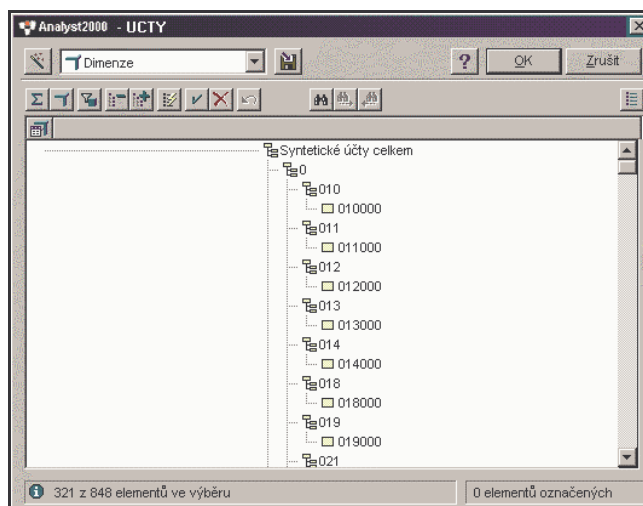 Analyst2000 - UCTY
Dimenze
? OK Zrušit
Syntetické účty celkem
0
010
010000
011
011000
012
012000
013
013000
014
014000
018
018000
019
019000
021
321 z 848 elementů ve výběru
0 elementů označených